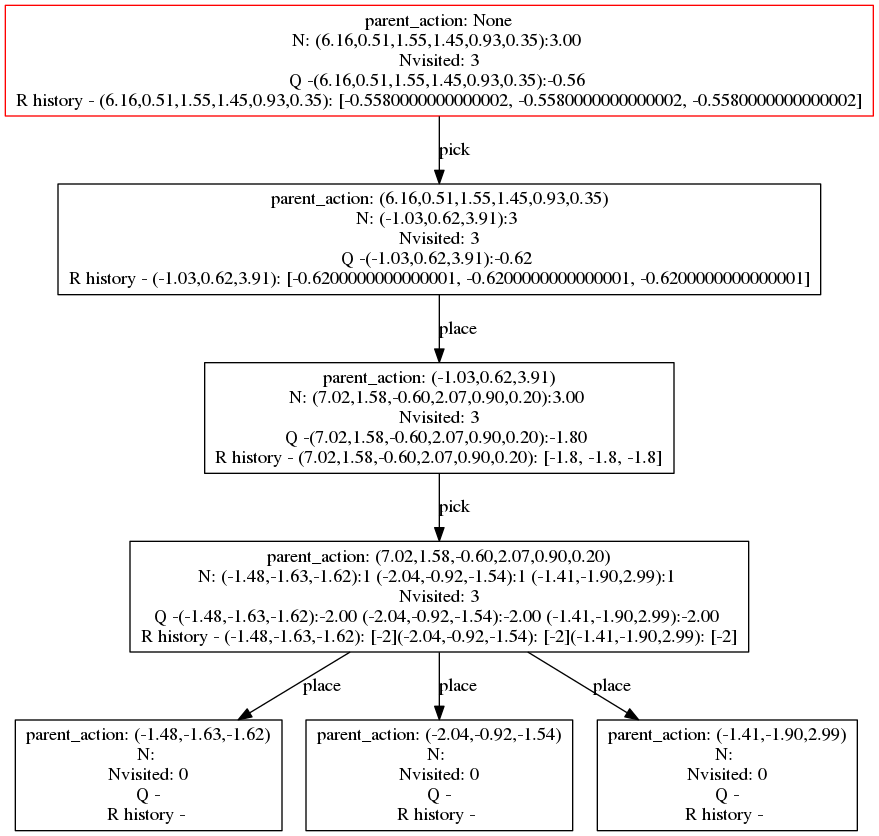 parent_action: None
N: (6.16,0.51,1.55,1.45,0.93,0.35):3.00
Nvisited: 3
Q -(6.16,0.51,1.55,1.45,0.93,0.35):-0.56
R history - (6.16,0.51,1.55,1.45,0.93,0.35): [-0.5580000000000002, -0.5580000000000002, -0.5580000000000002]
pick
parent_action: (6.16,0.51,1.55,1.45,0.93,0.35)
N: (-1.03,0.62,3.91):3
Nvisited: 3
Q -(-1.03,0.62,3.91):-0.62
R history - (-1.03,0.62,3.91): [-0.6200000000000001, -0.6200000000000001, -0.6200000000000001]
place
parent_action: (-1.03,0.62,3.91)
N: (7.02,1.58,-0.60,2.07,0.90,0.20):3.00
Nvisited: 3
Q -(7.02,1.58,-0.60,2.07,0.90,0.20):-1.80
R history - (7.02,1.58,-0.60,2.07,0.90,0.20): [-1.8, -1.8, -1.8]
pick
parent_action: (7.02,1.58,-0.60,2.07,0.90,0.20)
N: (-1.48,-1.63,-1.62):1 (-2.04,-0.92,-1.54):1 (-1.41,-1.90,2.99):1
Nvisited: 3
Q -(-1.48,-1.63,-1.62):-2.00 (-2.04,-0.92,-1.54):-2.00 (-1.41,-1.90,2.99):-2.00
R history - (-1.48,-1.63,-1.62): [-2](-2.04,-0.92,-1.54): [-2](-1.41,-1.90,2.99): [-2]
place
place
place
parent_action: (-1.48,-1.63,-1.62)
N:
Nvisited: 0
Q -
R history -
parent_action: (-2.04,-0.92,-1.54)
N:
Nvisited: 0
Q -
R history -
parent_action: (-1.41,-1.90,2.99)
N:
Nvisited: 0
Q -
R history -